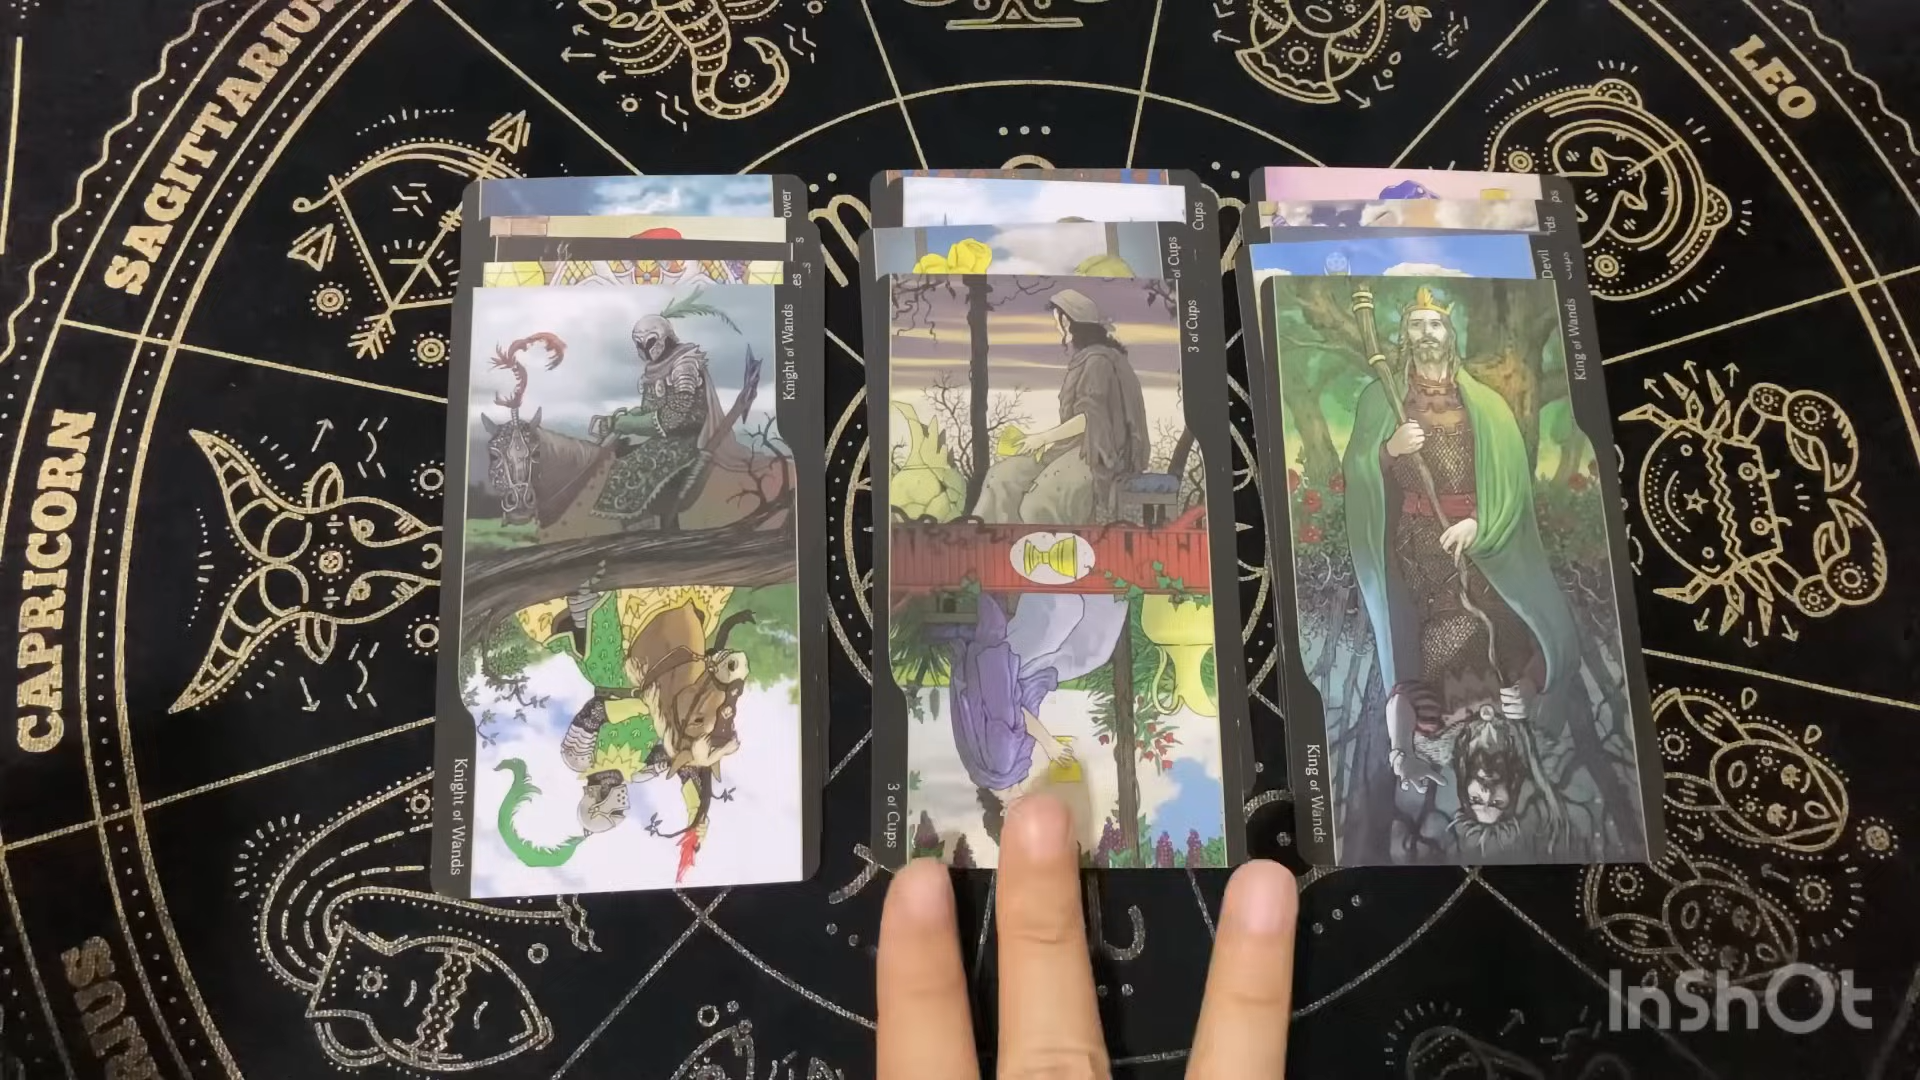 SAGITTARIUS
LEO
CAPRICORN
Cups
of Cups
Devil
Knight of Wands
3 of Cups
King of Wands
Knight of Wands
3 of Cups
King of Wands
InShOt